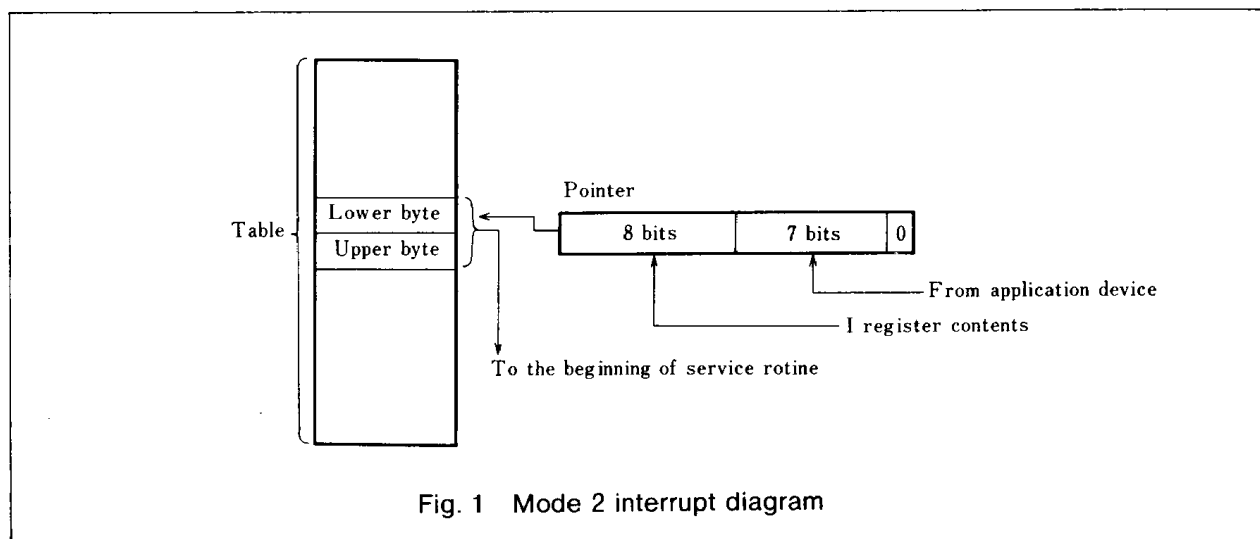 Pointer
Lower byte
Table
8 bits 7 bits 0
Upper byte
From application device
I register contents
To the beginning of service rotine
Fig. 1 Mode 2 interrupt diagram